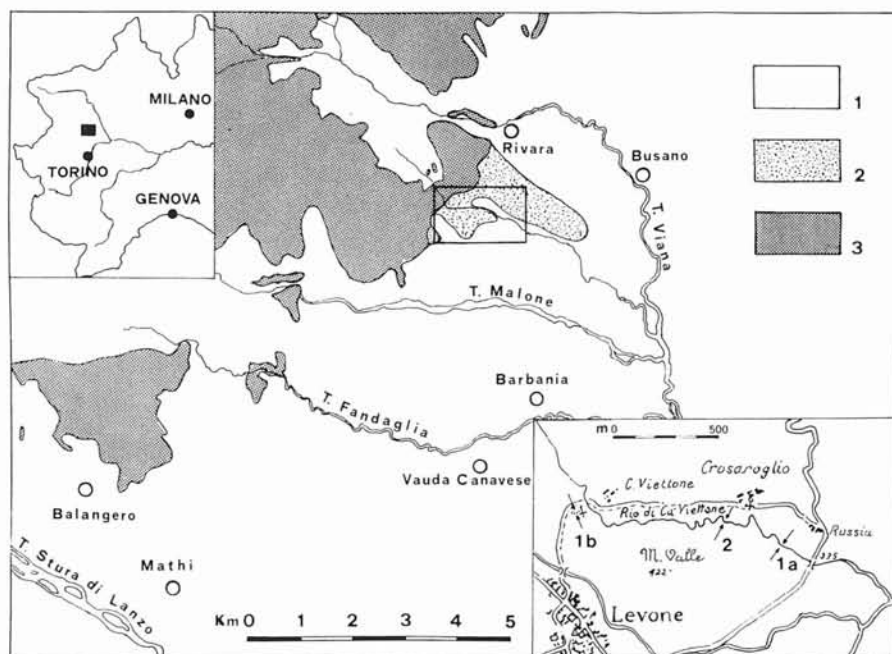 MILANO
TORINO
GENOVA
Rivara
Busano
T. Viana
T. Malone
Barbania
T. Fandaglia
Vauda Canavese
Balangero
Mathi
T. Stura di Lanzo
Km 0 1 2 3 4 5
1
2
3
m 0 500
Crosaroglio
C. Viettone
Rio di Ca Viettone
Russia
1b
2
1a
M. Valle
422
335
Levone